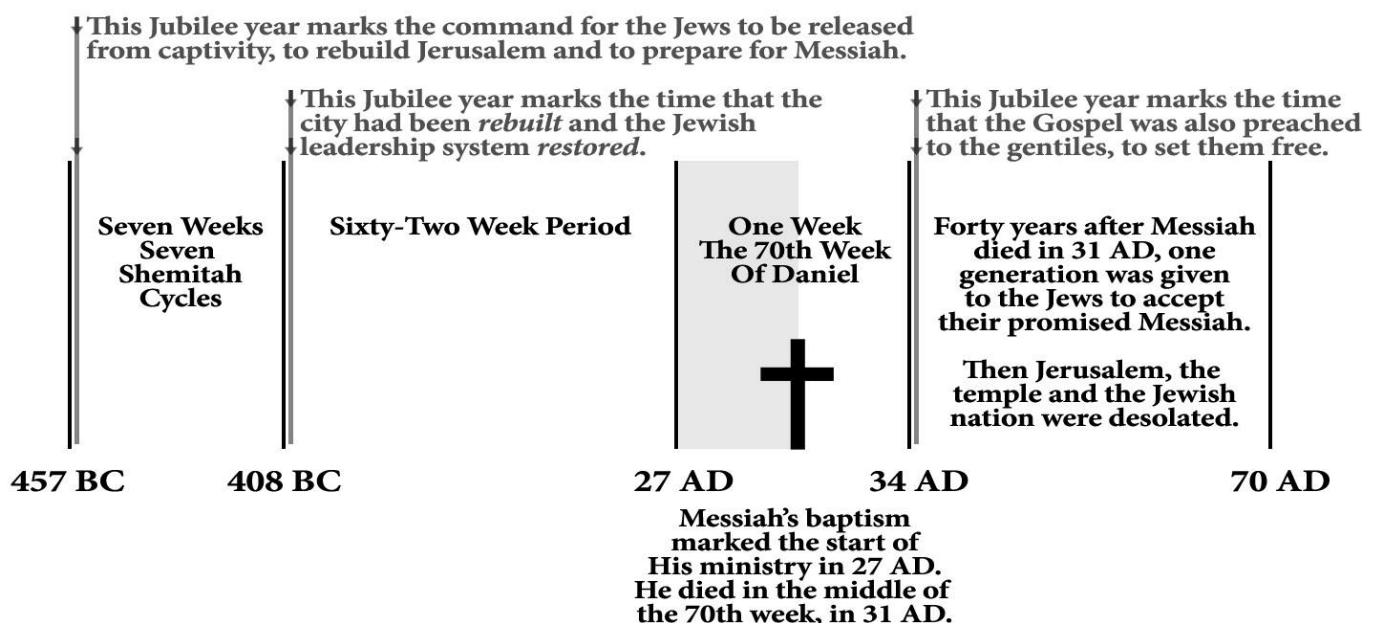 This Jubilee year marks the command for the Jews to be released
from captivity, to rebuild Jerusalem and to prepare for Messiah.
This Jubilee year marks the time that the
city had been rebuilt and the Jewish
leadership system restored.
This Jubilee year marks the time
that the Gospel was also preached
to the gentiles, to set them free.
Seven Weeks
Seven
Shemitah
Cycles
Sixty-Two Week Period
One Week
The 70th Week
Of Daniel
Forty years after Messiah
died in 31 AD, one
generation was given
to the Jews to accept
their promised Messiah.
Then Jerusalem, the
temple and the Jewish
nation were desolated.
457 BC
408 BC
27 AD
34 AD
70 AD
Messiah's baptism
marked the start of
His ministry in 27 AD.
He died in the middle of
the 70th week, in 31 AD.